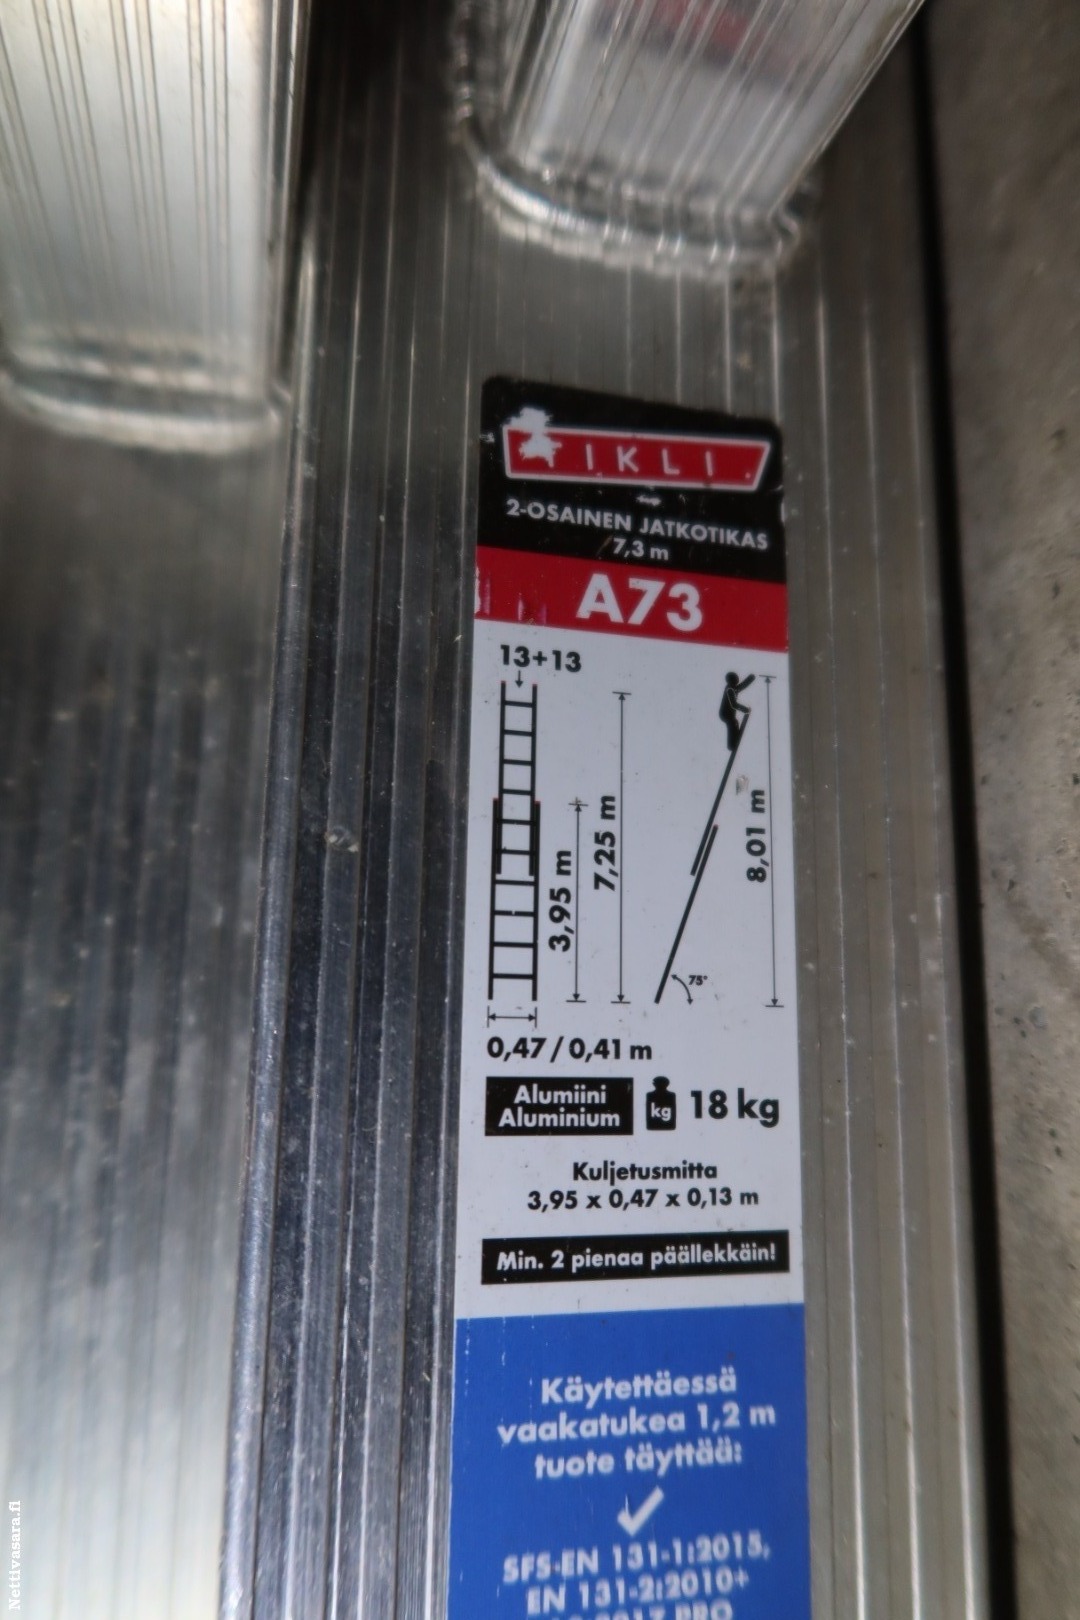 IKLI
2-OSAINEN JATKOTIKAS
7,3 m
A73
13+13
3,95 m
7,25 m
8,01 m
75°
0,47 / 0,41 m
Alumiini
Aluminium
kg
18 kg
Kuljetusmitta
3,95 x 0,47 x 0,13 m
Min. 2 pienaa päällekkäin!
Käytettäessä
vaakatukea 1,2 m
tuote täyttää:
SFS-EN 131-1:2015,
EN 131-2:2010+
PRO
Nettivasara.fi